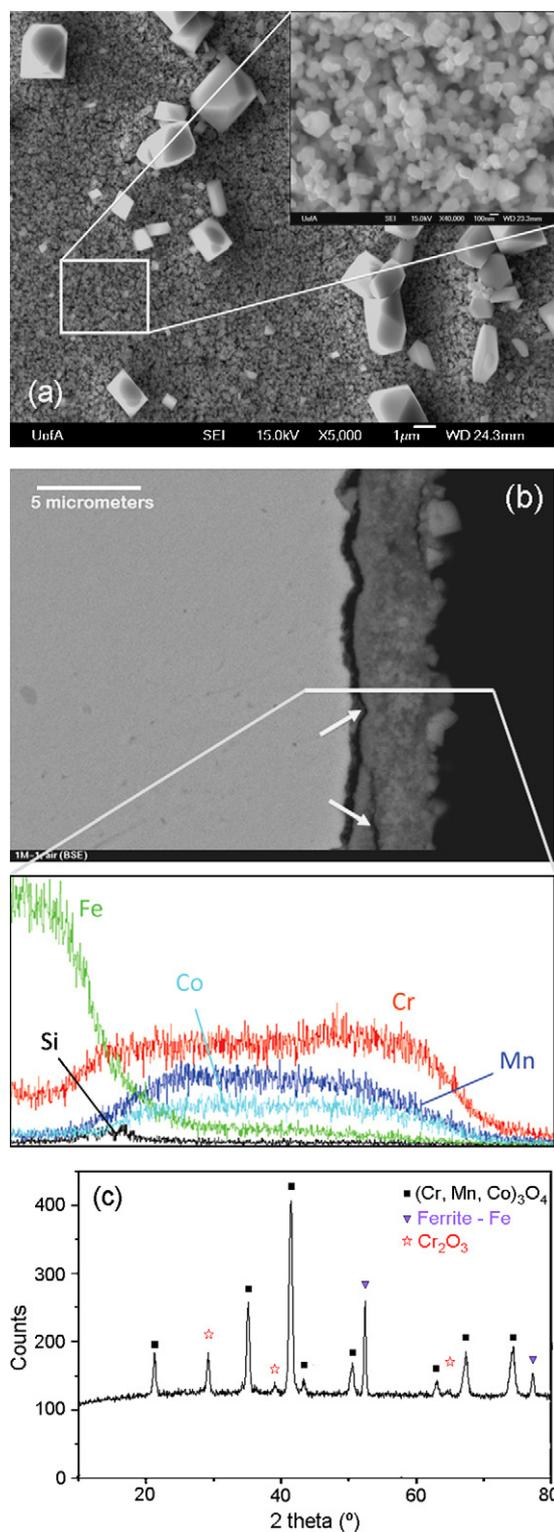 UofA SEI 15.0kV X40,000 100nm WD 23.3mm
(a)
UofA SEI 15.0kV X5,000 1µm WD 24.3mm
5 micrometers
(b)
1M-1, air (BSE)
Fe
Co
Cr
Si
Mn
(c)
■ (Cr, Mn, Co)₃O₄
▼ Ferrite - Fe
☆ Cr₂O₃
400
300
200
100
0
Counts
20 40 60 80
2 theta (º)